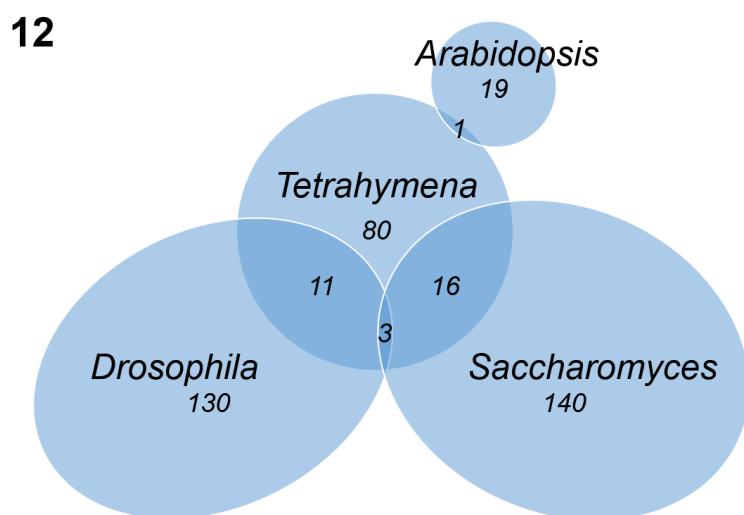 12
Arabidopsis
19
1
Tetrahymena
80
11
16
3
Drosophila
130
Saccharomyces
140